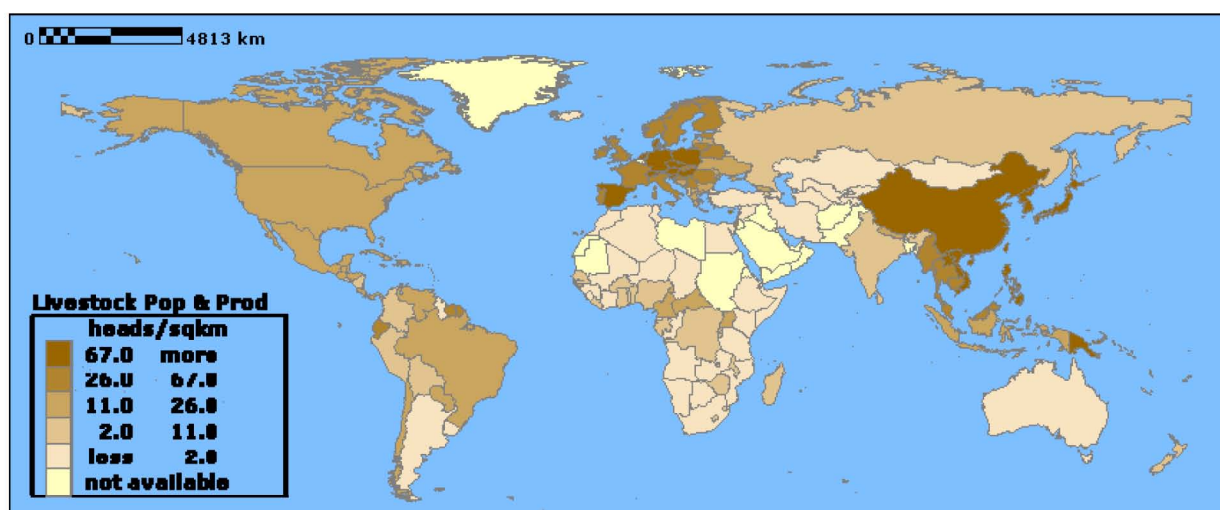 0 4813 km
Livestock Pop & Prod
heads/sqkm
67.0 more
26.0 67.0
11.0 26.0
2.0 11.0
less 2.0
not available